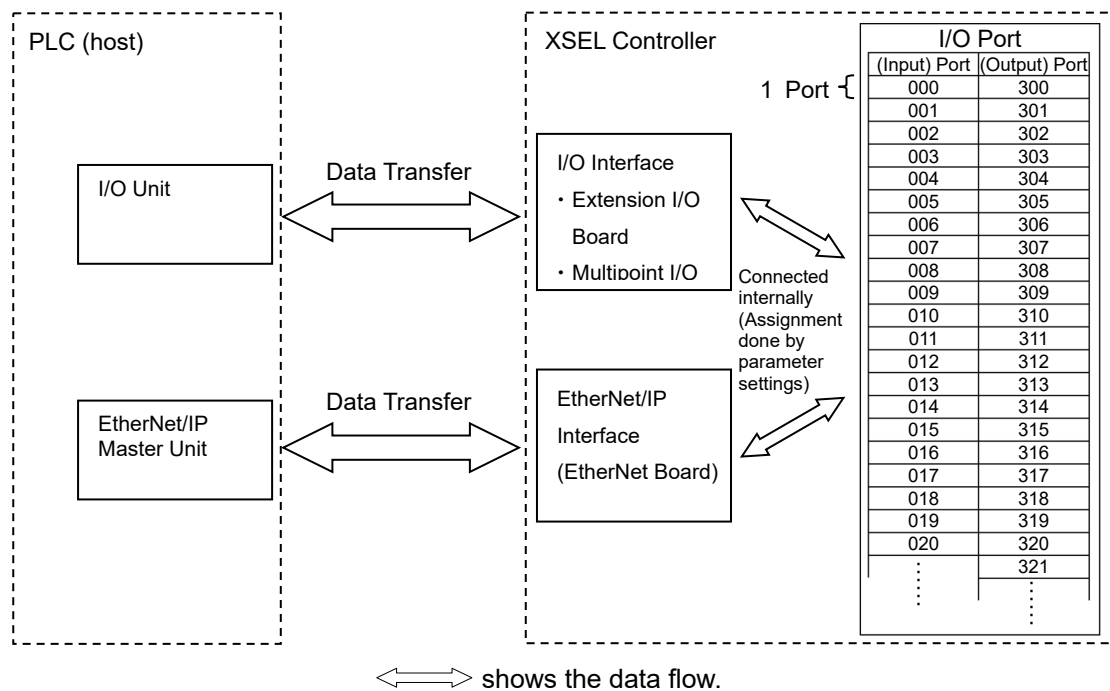 PLC (host)
XSEL Controller
I/O Port
(Input) Port (Output) Port
1 Port
000 300
001 301
002 302
003 303
004 304
005 305
006 306
007 307
008 308
009 309
010 310
011 311
012 312
013 313
014 314
015 315
016 316
017 317
018 318
019 319
020 320
321
I/O Unit
Data Transfer
I/O Interface
・Extension I/O
Board
・Multipoint I/O
Connected
internally
(Assignment
done by
parameter
settings)
EtherNet/IP
Master Unit
Data Transfer
EtherNet/IP
Interface
(EtherNet Board)
shows the data flow.